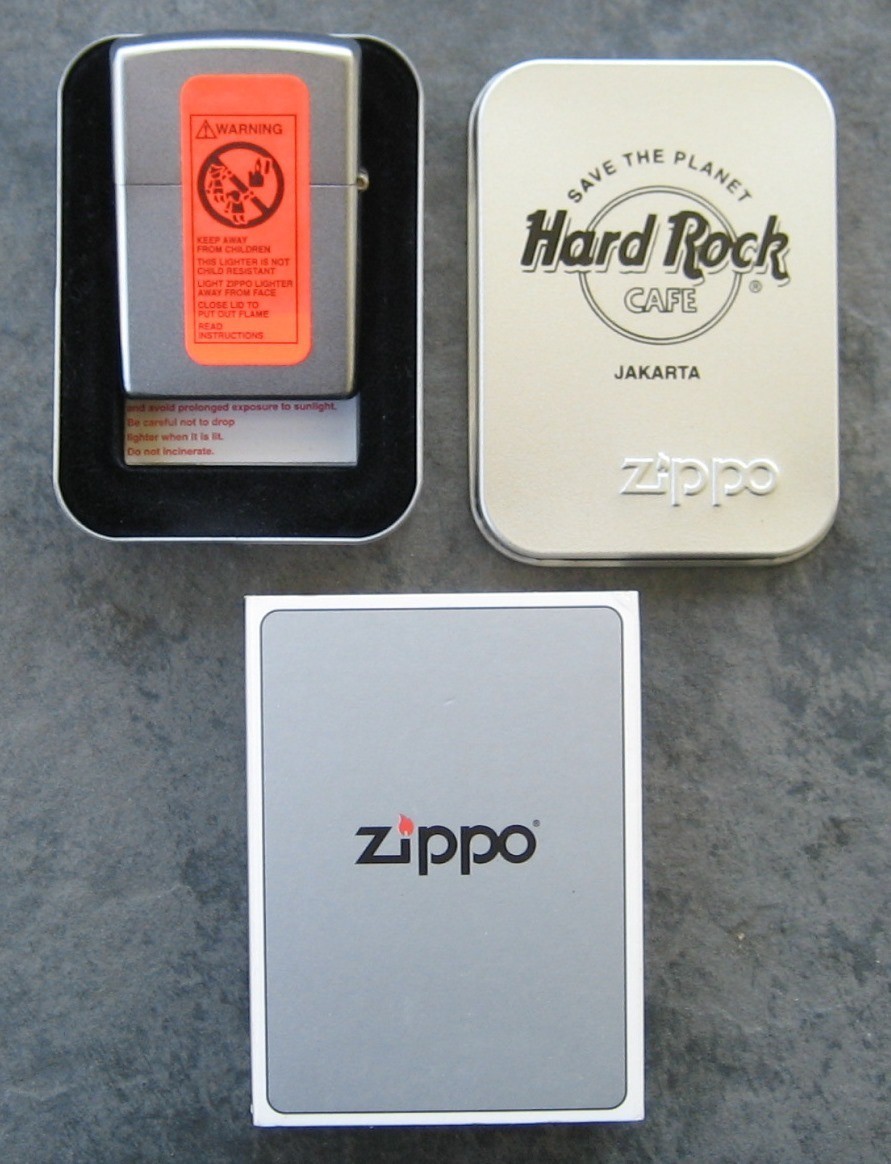 WARNING
KEEP AWAY
FROM CHILDREN
THIS LIGHTER IS NOT
CHILD RESISTANT
LIGHT ZIPPO LIGHTER
AWAY FROM FACE
CLOSE LID TO
PUT OUT FLAME
READ
INSTRUCTIONS
and avoid prolonged exposure to sunlight.
Be careful not to drop
lighter when it is lit.
Do not incinerate.
SAVE THE PLANET
Hard Rock
®
CAFE
JAKARTA
zippo
zippo®